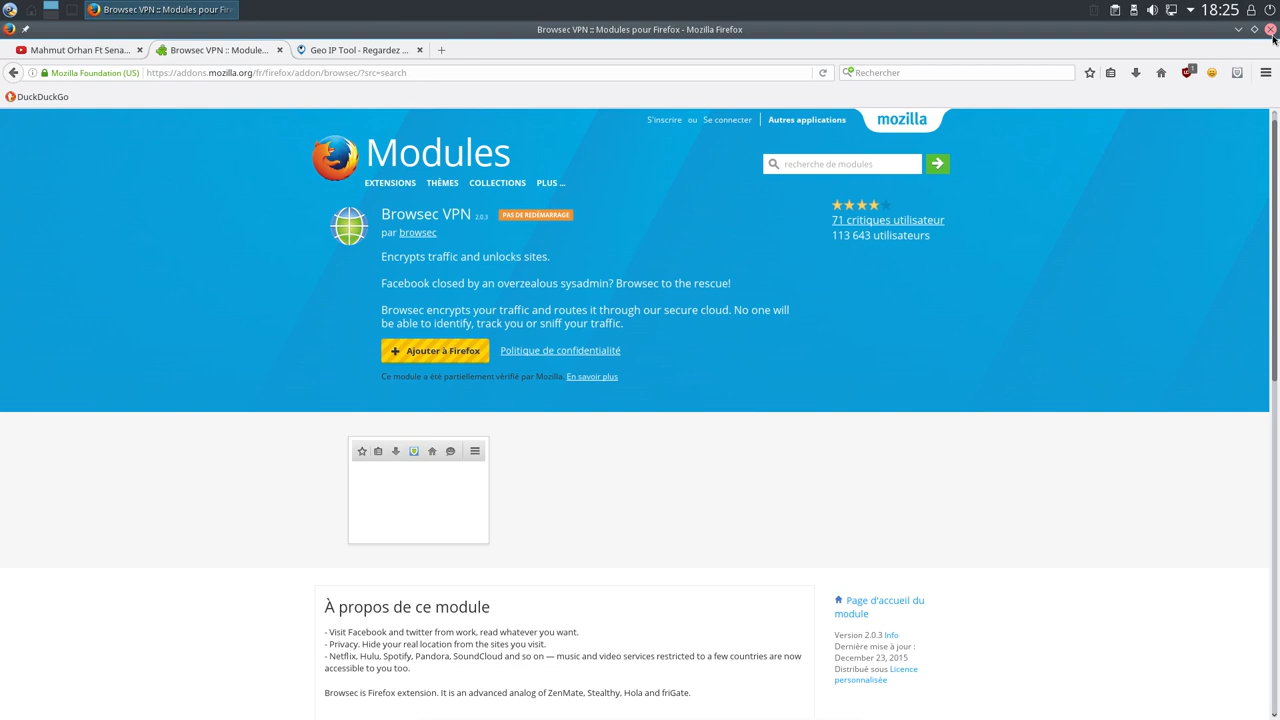 Browsec VPN :: Modules pour Fire
18:25
Browsec VPN :: Modules pour Firefox - Mozilla Firefox
Mahmut Orhan Ft Sena...
Browsec VPN :: Module...
Geo IP Tool - Regardez ...
Mozilla Foundation (US)
https://addons.mozilla.org/fr/firefox/addon/browsec/?src=search
Rechercher
1
DuckDuckGo
S'inscrire ou Se connecter
Autres applications
mozilla
Modules
recherche de modules
EXTENSIONS THÈMES COLLECTIONS PLUS ...
Browsec VPN 2.0.3 PAS DE REDÉMARRAGE
par browsec
71 critiques utilisateur
113 643 utilisateurs
Encrypts traffic and unlocks sites.
Facebook closed by an overzealous sysadmin? Browsec to the rescue!
Browsec encrypts your traffic and routes it through our secure cloud. No one will
be able to identify, track you or sniff your traffic.
Ajouter à Firefox
Politique de confidentialité
Ce module a été partiellement vérifié par Mozilla. En savoir plus
À propos de ce module
- Visit Facebook and twitter from work, read whatever you want.
- Privacy. Hide your real location from the sites you visit.
- Netflix, Hulu, Spotify, Pandora, SoundCloud and so on — music and video services restricted to a few countries are now
accessible to you too.
Browsec is Firefox extension. It is an advanced analog of ZenMate, Stealthy, Hola and friGate.
Page d'accueil du
module
Version 2.0.3 Info
Dernière mise à jour :
December 23, 2015
Distribué sous Licence
personnalisée